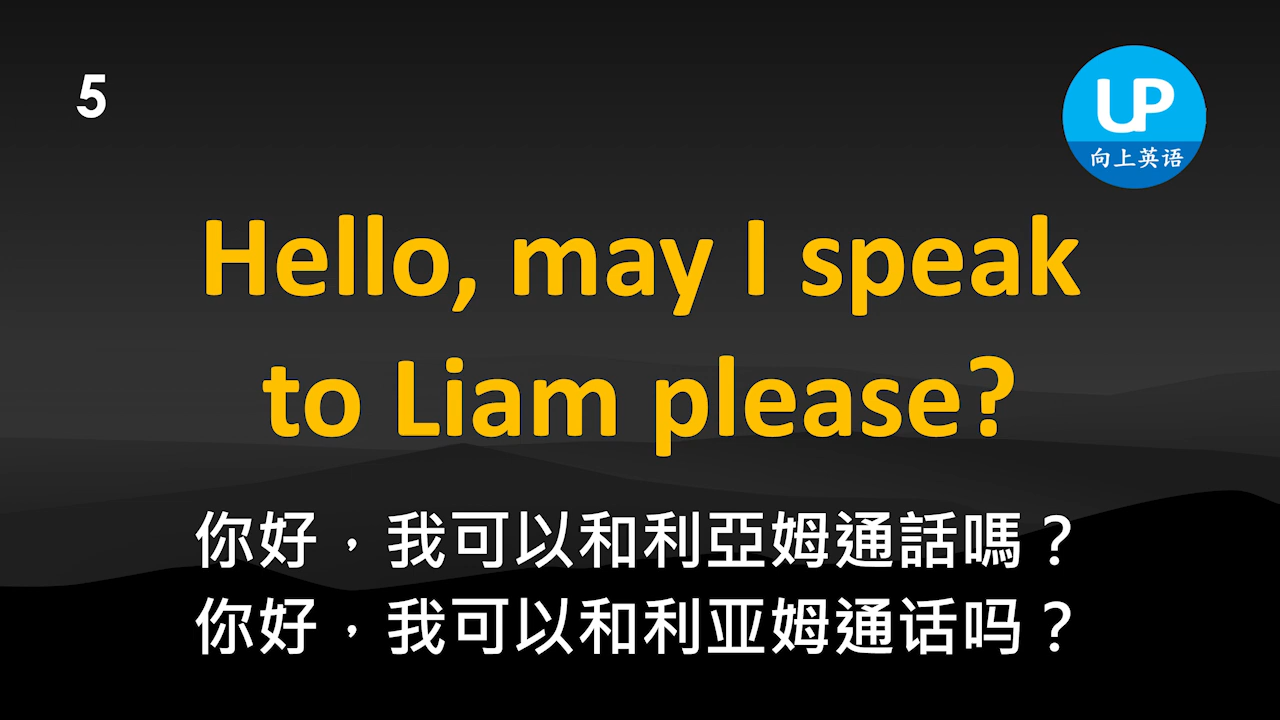 5
UP
向上英语
Hello, may I speak
to Liam please?
你好，我可以和利亞姆通話嗎？
你好，我可以和利亚姆通话吗？